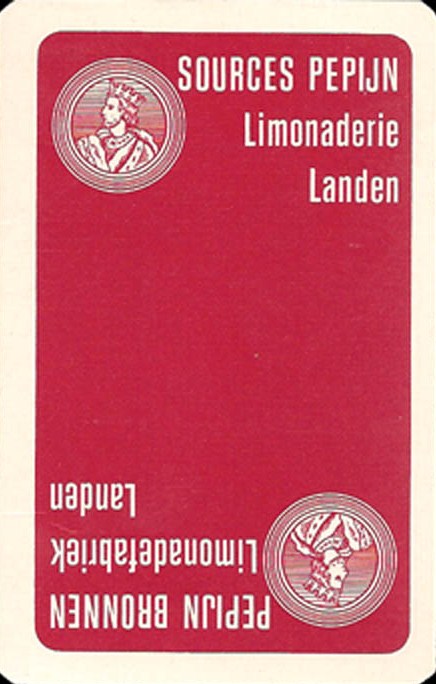 SOURCES PEPIJN
Limonaderie
Landen
PEPIJN BRONNEN
Limonadefabriek
Landen